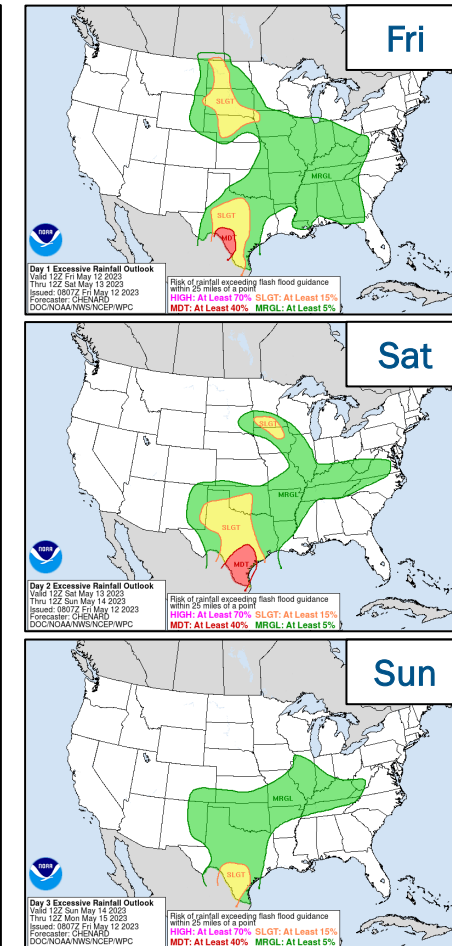 Fri
SLGT
MRGL
SLGT
MDT
NOAA
Day 1 Excessive Rainfall Outlook
Valid 12Z Fri May 12 2023
Thru 12Z Sat May 13 2023
Issued: 0807Z Fri May 12 2023
Forecaster: CHENARD
DOC/NOAA/NWS/NCEP/WPC
Risk of rainfall exceeding flash flood guidance
within 25 miles of a point
HIGH: At Least 70% SLGT: At Least 15%
MDT: At Least 40% MRGL: At Least 5%
Sat
SLGT
MRGL
SLGT
MDT
NOAA
Day 2 Excessive Rainfall Outlook
Valid 12Z Sat May 13 2023
Thru 12Z Sun May 14 2023
Issued: 0807Z Fri May 12 2023
Forecaster: CHENARD
DOC/NOAA/NWS/NCEP/WPC
Risk of rainfall exceeding flash flood guidance
within 25 miles of a point
HIGH: At Least 70% SLGT: At Least 15%
MDT: At Least 40% MRGL: At Least 5%
Sun
MRGL
SLGT
NOAA
Day 3 Excessive Rainfall Outlook
Valid 12Z Sun May 14 2023
Thru 12Z Mon May 15 2023
Issued: 0807Z Fri May 12 2023
Forecaster: CHENARD
DOC/NOAA/NWS/NCEP/WPC
Risk of rainfall exceeding flash flood guidance
within 25 miles of a point
HIGH: At Least 70% SLGT: At Least 15%
MDT: At Least 40% MRGL: At Least 5%